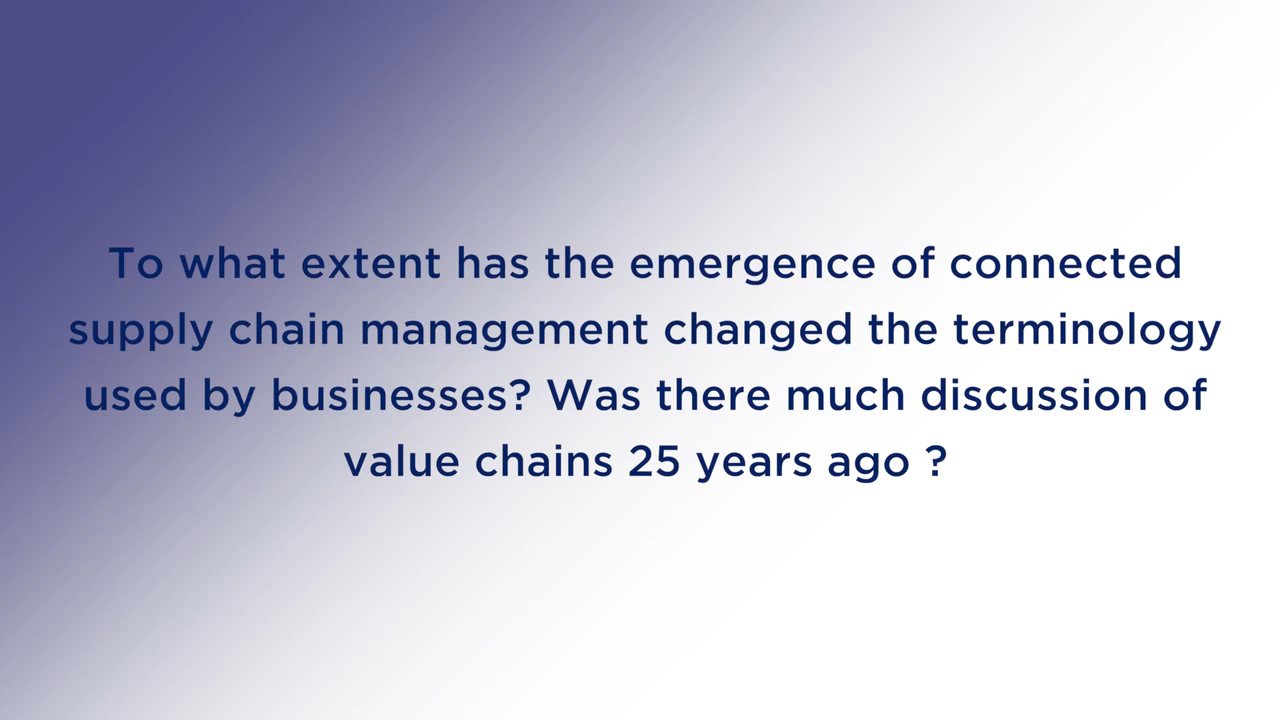 To what extent has the emergence of connected
supply chain management changed the terminology
used by businesses? Was there much discussion of
value chains 25 years ago ?